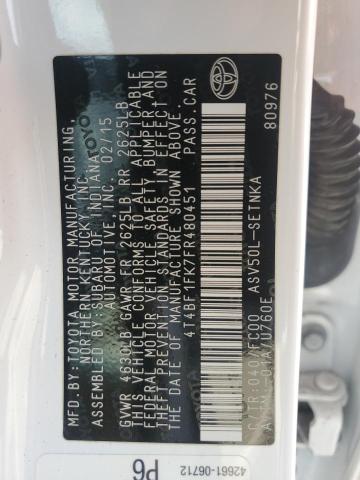 MFD. BY:TOYOTA MOTOR MANUFACTURING,
NORTHERN KENTUCKY, INC.
ASSEMBLED BY:SUBARU OF INDIANA
AUTOMOTIVE INC. 02/15
GVWR 4630LB GAWR FR 2625LB RR 2625LB
THIS VEHICLE CONFORMS TO ALL APPLICABLE
FEDERAL MOTOR VEHICLE SAFETY, BUMPER, AND
THEFT PREVENTION STANDARDS IN EFFECT ON
THE DATE OF MANUFACTURE SHOWN ABOVE.
4T4BF1FK7FR480451 PASS.CAR
C/TR:040/FC00 ASV50L-SETNKA
80976
42661-06712
P6
TOYOTA